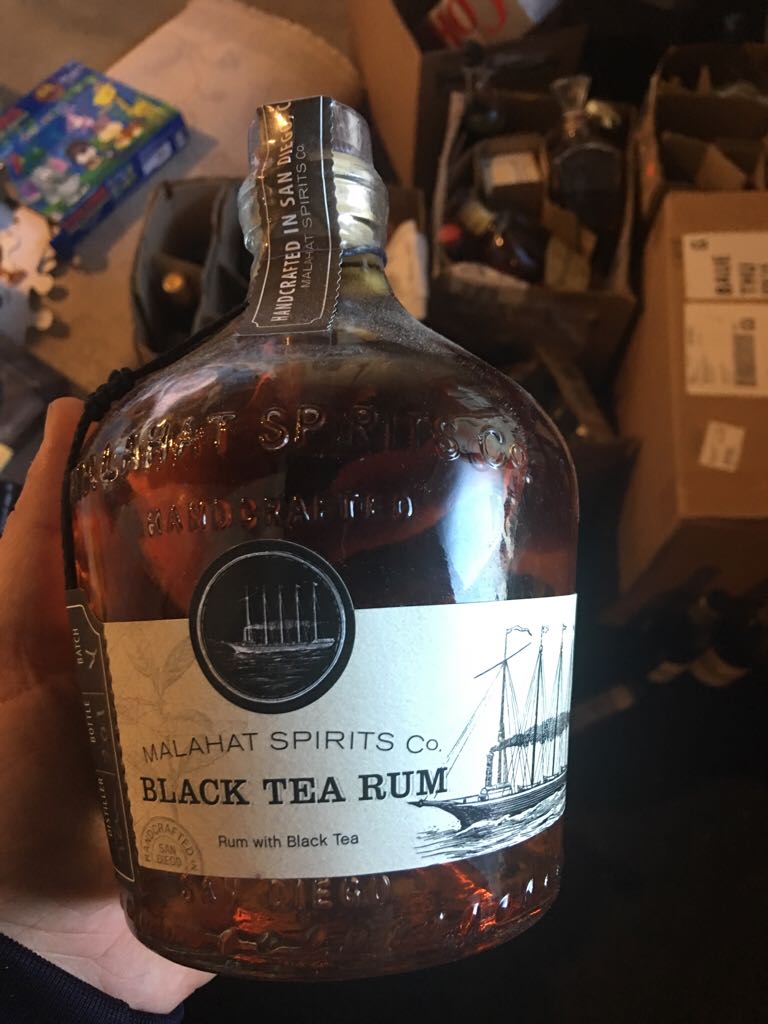 HANDCRAFTED IN SAN DIEGO, C
MALAHAT SPIRITS CO.
MALAHAT SPIRITS Co.
HANDCRAFTED
BATCH
BOTTLE
DISTILLER
MALAHAT SPIRITS Co.
BLACK TEA RUM
Rum with Black Tea
HANDCRAFTED IN
SAN
DIEGO
SAN DIEGO